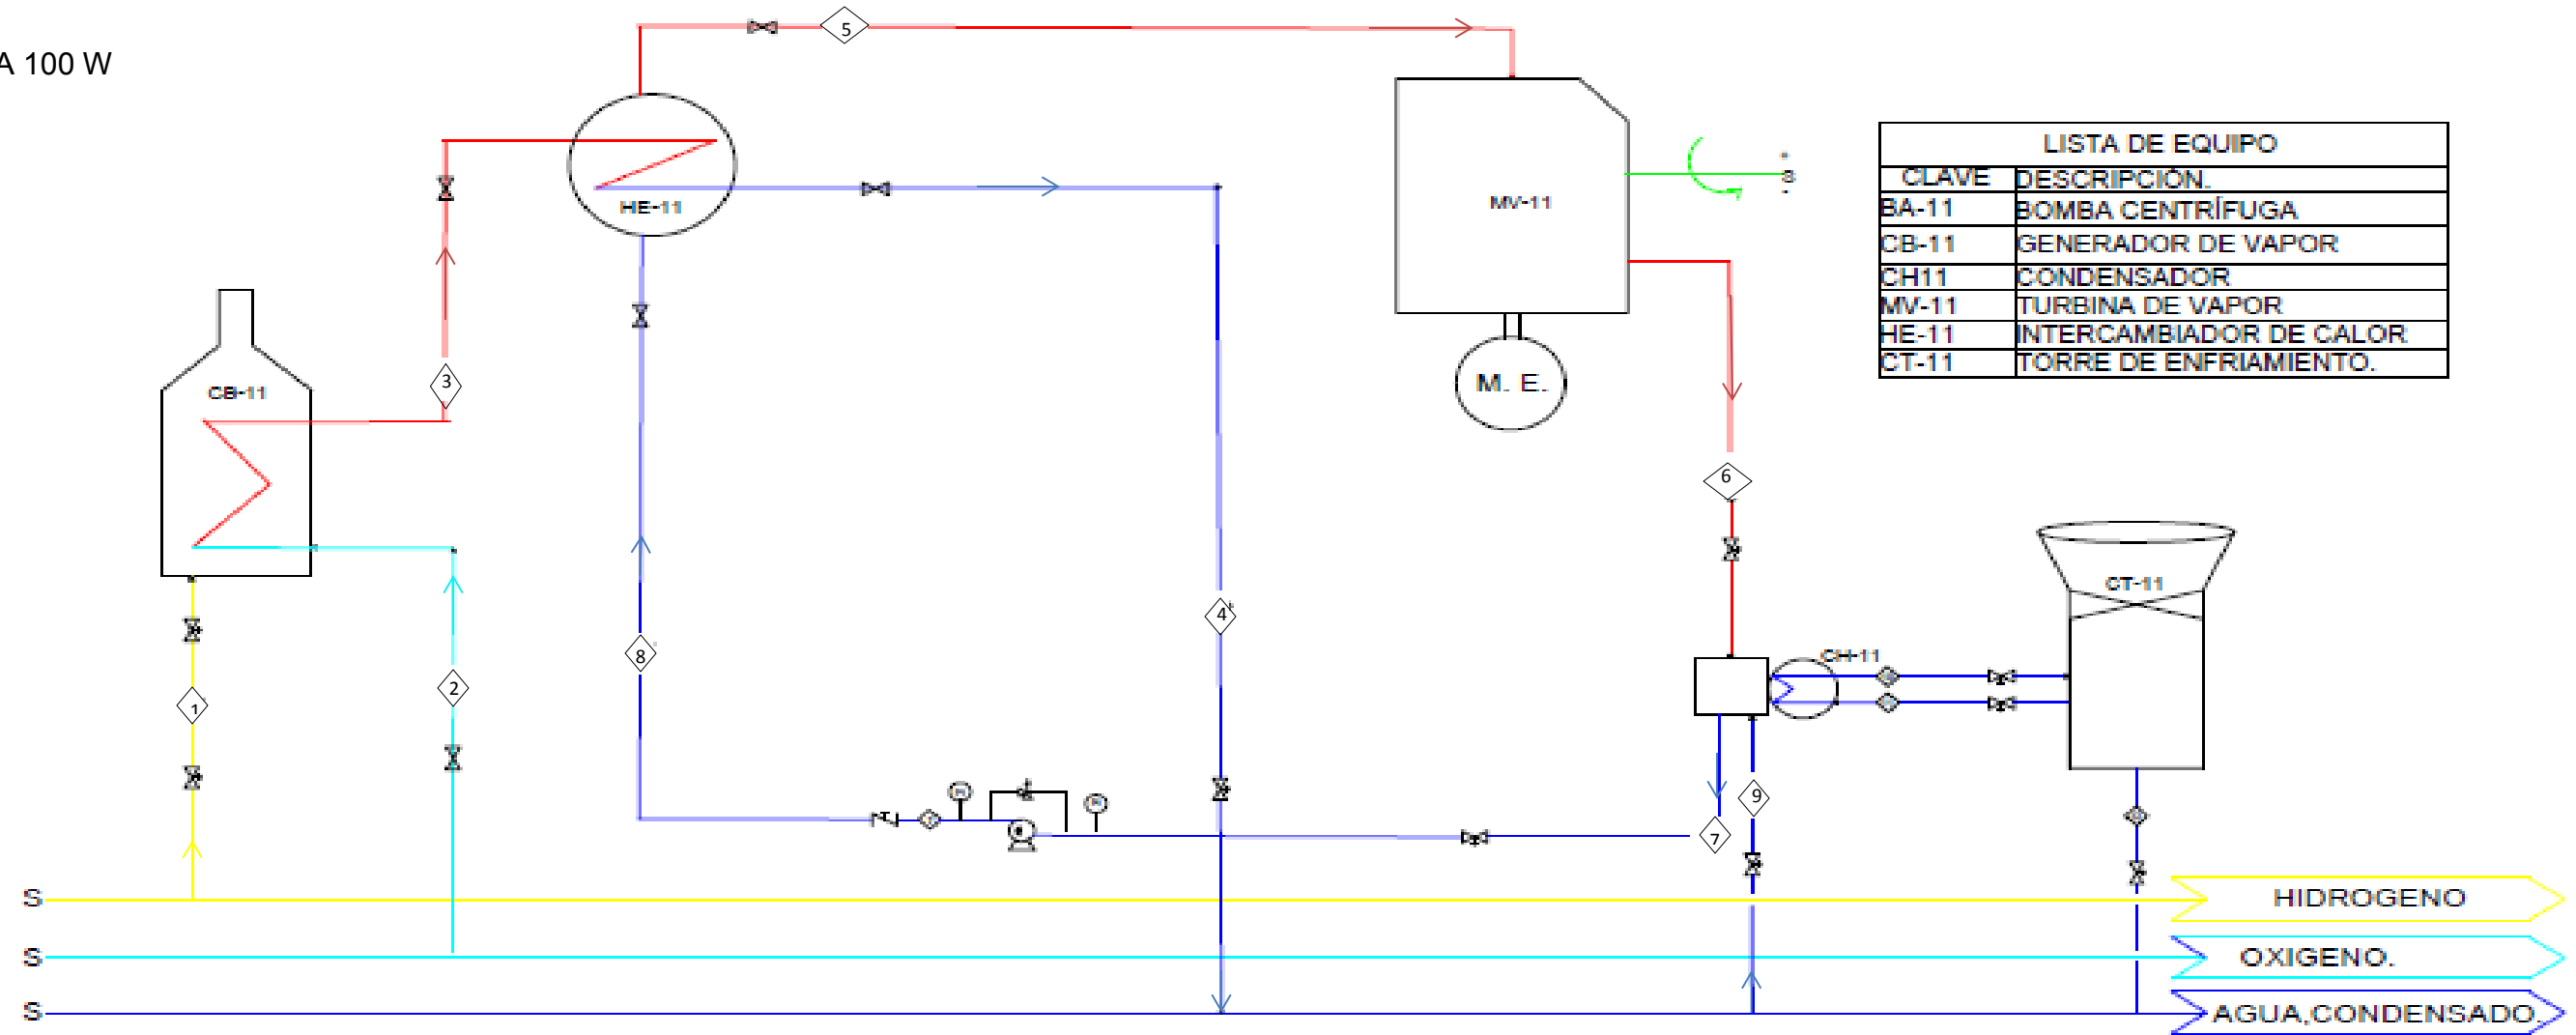 A 100 W
5
LISTA DE EQUIPO
CLAVE DESCRIPCIÓN.
BA-11 BOMBA CENTRÍFUGA
CB-11 GENERADOR DE VAPOR
CH11 CONDENSADOR
MV-11 TURBINA DE VAPOR
HE-11 INTERCAMBIADOR DE CALOR
CT-11 TORRE DE ENFRIAMIENTO.
HE-11
MV-11
M. E.
CB-11
3
6
CT-11
4
8
2
1
CH-11
9
7
S HIDROGENO
S OXIGENO.
S AGUA,CONDENSADO.